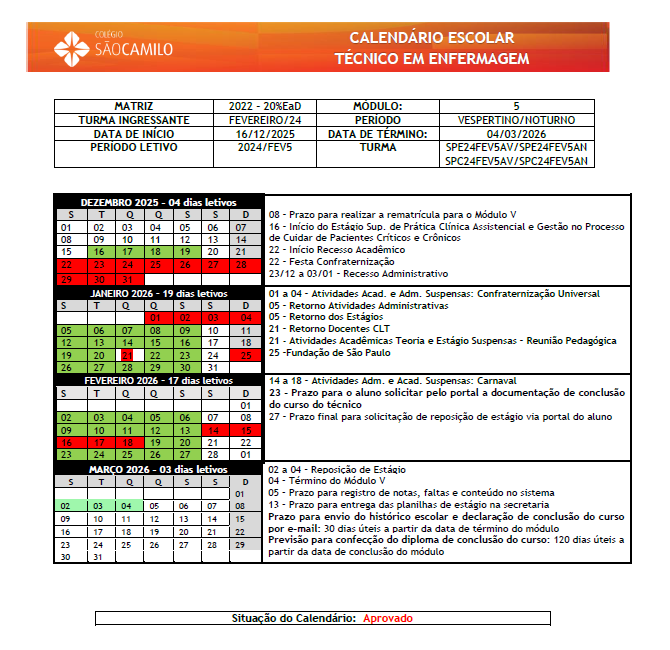 COLÉGIO
SÃOCAMILO
CALENDÁRIO ESCOLAR
TÉCNICO EM ENFERMAGEM
MATRIZ 2022 - 20%EaD MÓDULO: 5
TURMA INGRESSANTE FEVEREIRO/24 PERÍODO VESPERTINO/NOTURNO
DATA DE INÍCIO 16/12/2025 DATA DE TÉRMINO: 04/03/2026
PERÍODO LETIVO 2024/FEV5 TURMA SPE24FEV5AV/SPE24FEV5AN
SPC24FEV5AV/SPC24FEV5AN
DEZEMBRO 2025 - 04 dias letivos
S T Q Q S S D
01 02 03 04 05 06 07
08 09 10 11 12 13 14
15 16 17 18 19 20 21
22 23 24 25 26 27 28
29 30 31
08 - Prazo para realizar a rematrícula para o Módulo V
16 - Início do Estágio Sup. de Prática Clínica Assistencial e Gestão no Processo
de Cuidar de Pacientes Críticos e Crônicos
22 - Início Recesso Acadêmico
22 - Festa Confraternização
23/12 a 03/01 - Recesso Administrativo
JANEIRO 2026 - 19 dias letivos
S T Q Q S S D
01 02 03 04
05 06 07 08 09 10 11
12 13 14 15 16 17 18
19 20 21 22 23 24 25
26 27 28 29 30 31
01 a 04 - Atividades Acad. e Adm. Suspensas: Confraternização Universal
05 - Retorno Atividades Administrativas
05 - Retorno dos Estágios
21 - Retorno Docentes CLT
21 - Atividades Acadêmicas Teoria e Estágio Suspensas - Reunião Pedagógica
25 -Fundação de São Paulo
FEVEREIRO 2026 - 17 dias letivos
S T Q Q S S D
01
02 03 04 05 06 07 08
09 10 11 12 13 14 15
16 17 18 19 20 21 22
23 24 25 26 27 28 01
14 a 18 - Atividades Adm. e Acad. Suspensas: Carnaval
23 - Prazo para o aluno solicitar pelo portal a documentação de conclusão
do curso do técnico
27 - Prazo final para solicitação de reposição de estágio via portal do aluno
MARÇO 2026 - 03 dias letivos
S T Q Q S S D
01
02 03 04 05 06 07 08
09 10 11 12 13 14 15
16 17 18 19 20 21 22
23 24 25 26 27 28 29
30 31
02 a 04 - Reposição de Estágio
04 - Término do Módulo V
05 - Prazo para registro de notas, faltas e conteúdo no sistema
13 - Prazo para entrega das planilhas de estágio na secretaria
Prazo para envio do histórico escolar e declaração de conclusão do curso
por e-mail: 30 dias úteis a partir da data de término do módulo
Previsão para confecção do diploma de conclusão do curso: 120 dias úteis a
partir da data de conclusão do módulo
Situação do Calendário: Aprovado